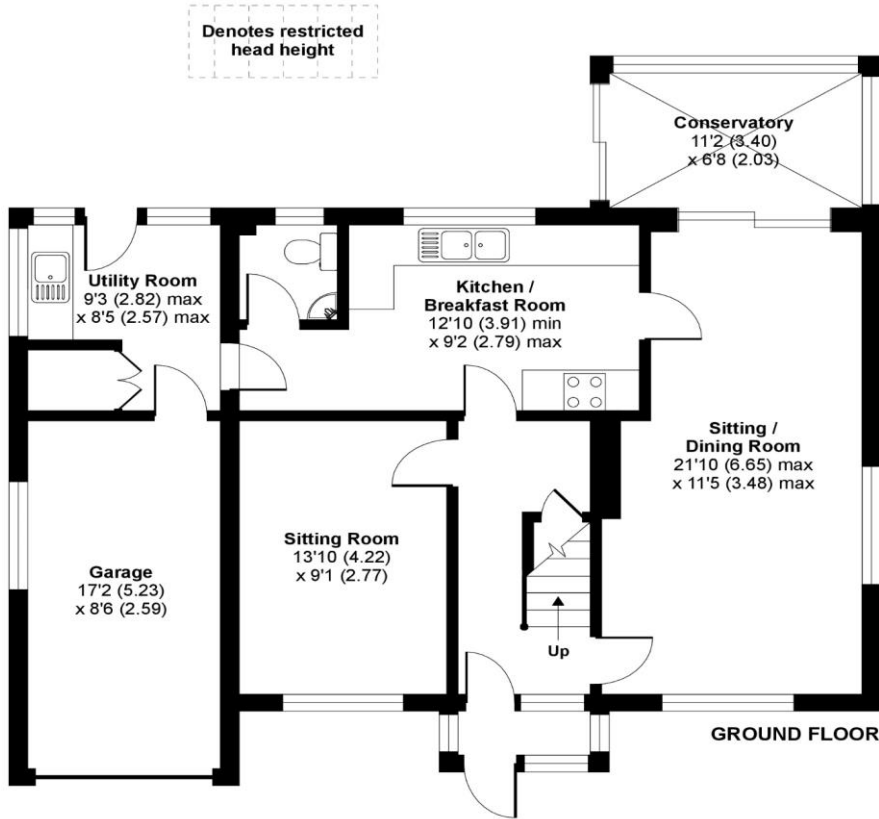 Denotes restricted
head height
Conservatory
11'2 (3.40)
x 6'8 (2.03)
Utility Room
9'3 (2.82) max
x 8'5 (2.57) max
Kitchen /
Breakfast Room
12'10 (3.91) min
x 9'2 (2.79) max
Sitting /
Dining Room
21'10 (6.65) max
x 11'5 (3.48) max
Sitting Room
13'10 (4.22)
x 9'1 (2.77)
Garage
17'2 (5.23)
x 8'6 (2.59)
Up
GROUND FLOOR